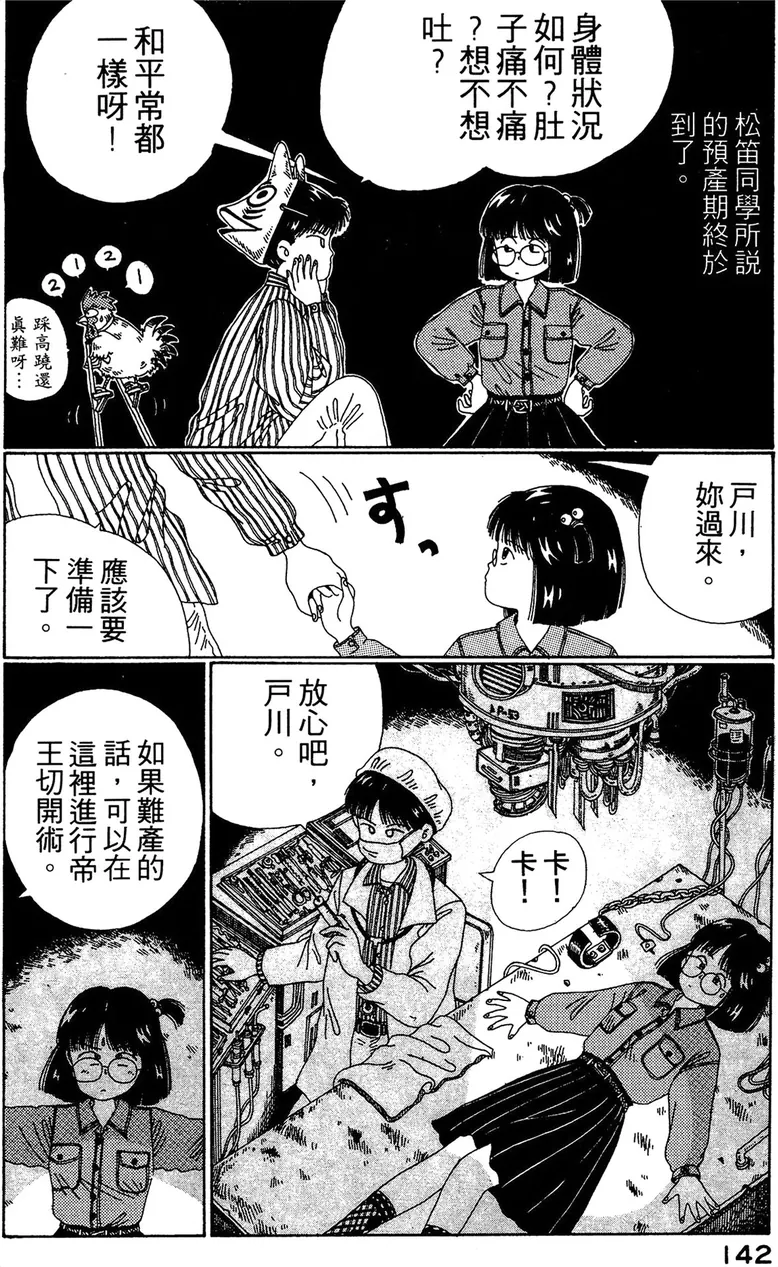 松笛同學所說
的預產期終於
到了。
身體狀況
如何？肚
子痛不痛
？想不想
吐？
和平常都
一樣呀！
2
1
2
1
踩高蹺還
真難呀…
戸川，
妳過來。
すっ
應該要
準備一
下了。
放心吧，
戸川。
卡！
卡！
如果難產的
話，可以在
這裡進行帝
王切開術。
142